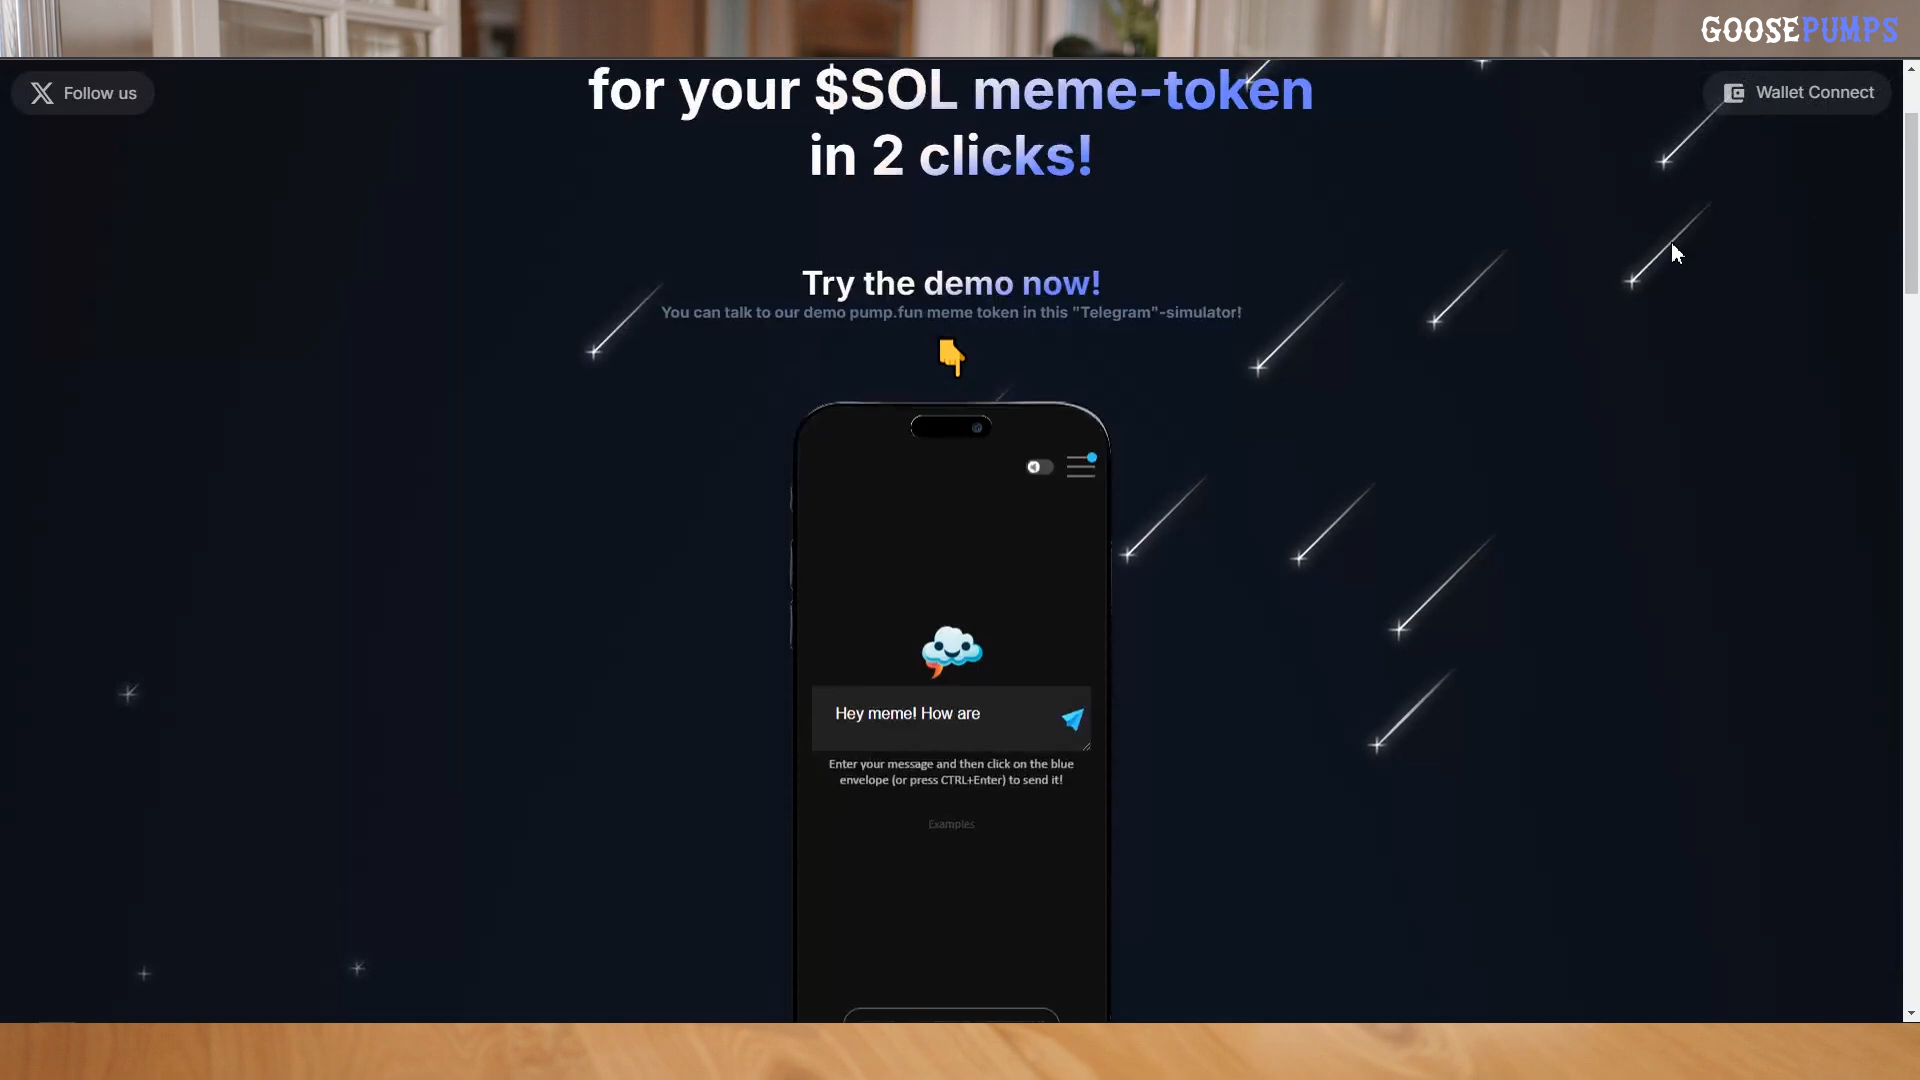 GOOSEPUMPS
Follow us
Wallet Connect
for your $SOL meme-token
in 2 clicks!
Try the demo now!
You can talk to our demo pump.fun meme token in this "Telegram"-simulator!
Hey meme! How are
Enter your message and then click on the blue
envelope (or press CTRL+Enter) to send it!
Examples